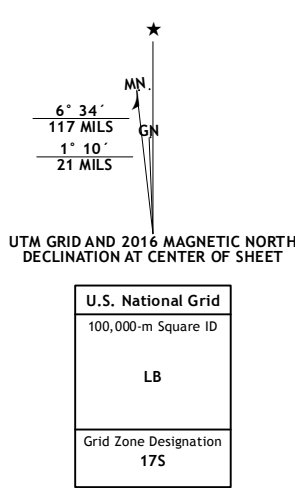 ★
MN
6° 34´
117 MILS
GN
1° 10´
21 MILS
UTM GRID AND 2016 MAGNETIC NORTH
DECLINATION AT CENTER OF SHEET
U.S. National Grid
100,000-m Square ID
LB
Grid Zone Designation
17S